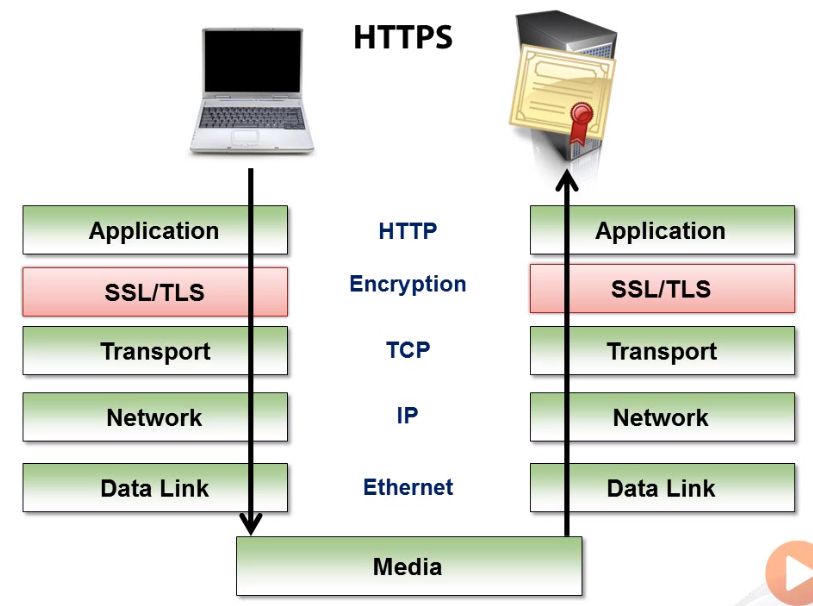 HTTPS
Application
HTTP
Application
SSL/TLS
Encryption
SSL/TLS
Transport
TCP
Transport
Network
IP
Network
Data Link
Ethernet
Data Link
Media